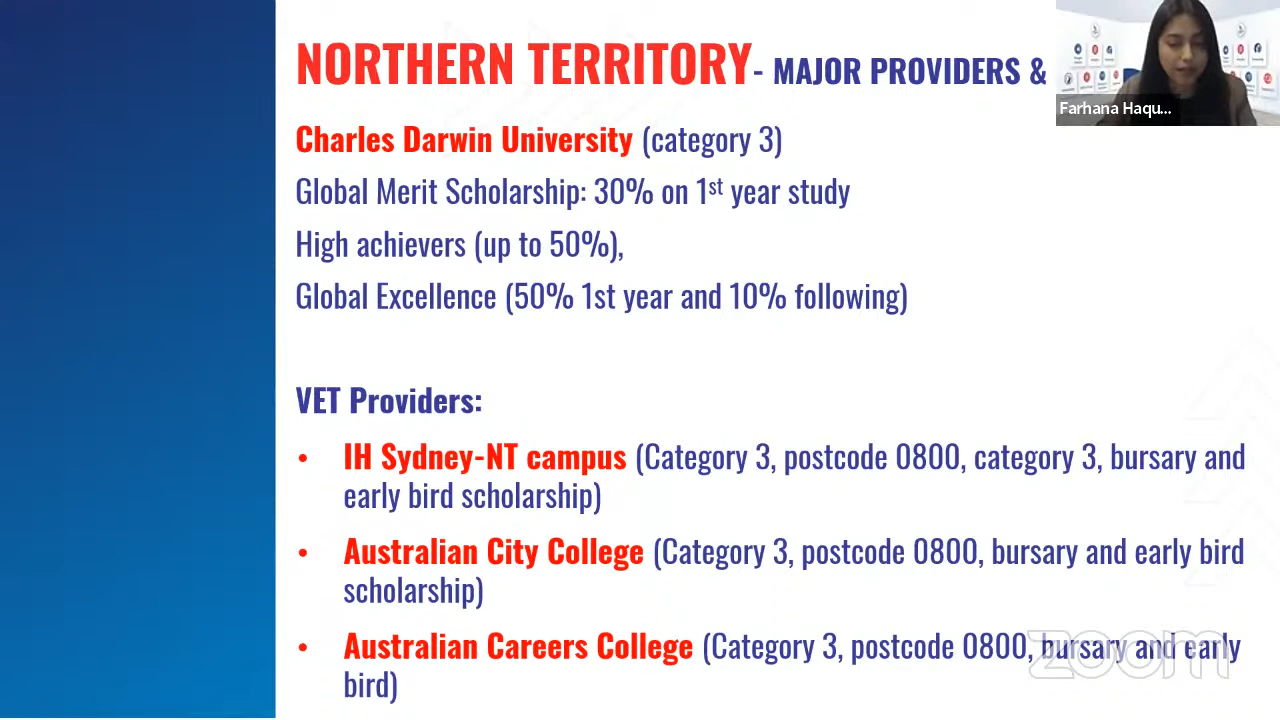 NORTHERN TERRITORY- MAJOR PROVIDERS &
Farhana Haqu...
Charles Darwin University (category 3)
Global Merit Scholarship: 30% on 1st year study
High achievers (up to 50%),
Global Excellence (50% 1st year and 10% following)
VET Providers:
• IH Sydney-NT campus (Category 3, postcode 0800, category 3, bursary and
early bird scholarship)
• Australian City College (Category 3, postcode 0800, bursary and early bird
scholarship)
• Australian Careers College (Category 3, postcode 0800, bursary and early
bird)
zoom